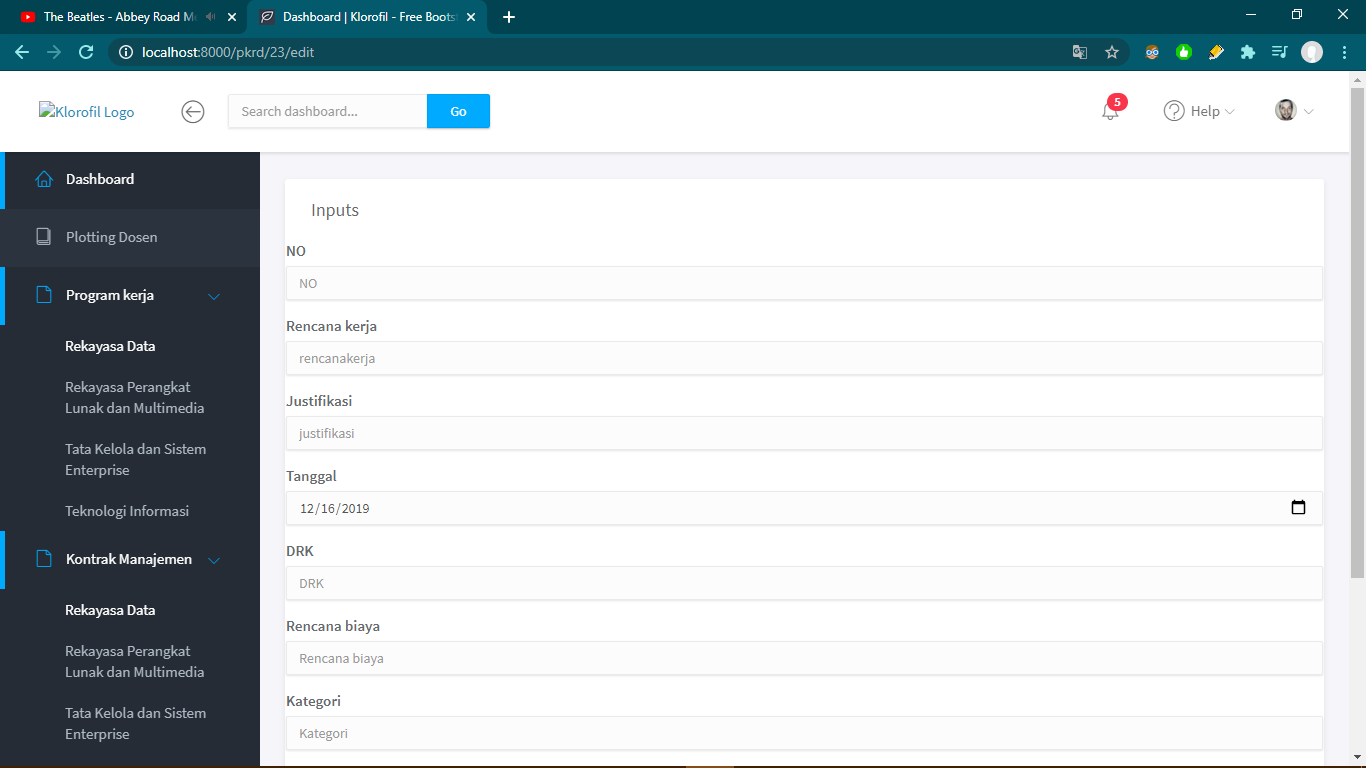 The Beatles - Abbey Road M
Dashboard | Klorofil - Free Boots
localhost:8000/pkrd/23/edit
Klorofil Logo
Search dashboard...
Go
5
Help
Dashboard
Plotting Dosen
Program kerja
Rekayasa Data
Rekayasa Perangkat
Lunak dan Multimedia
Tata Kelola dan Sistem
Enterprise
Teknologi Informasi
Kontrak Manajemen
Rekayasa Data
Rekayasa Perangkat
Lunak dan Multimedia
Tata Kelola dan Sistem
Enterprise
Inputs
NO
NO
Rencana kerja
rencanakerja
Justifikasi
justifikasi
Tanggal
12/16/2019
DRK
DRK
Rencana biaya
Rencana biaya
Kategori
Kategori